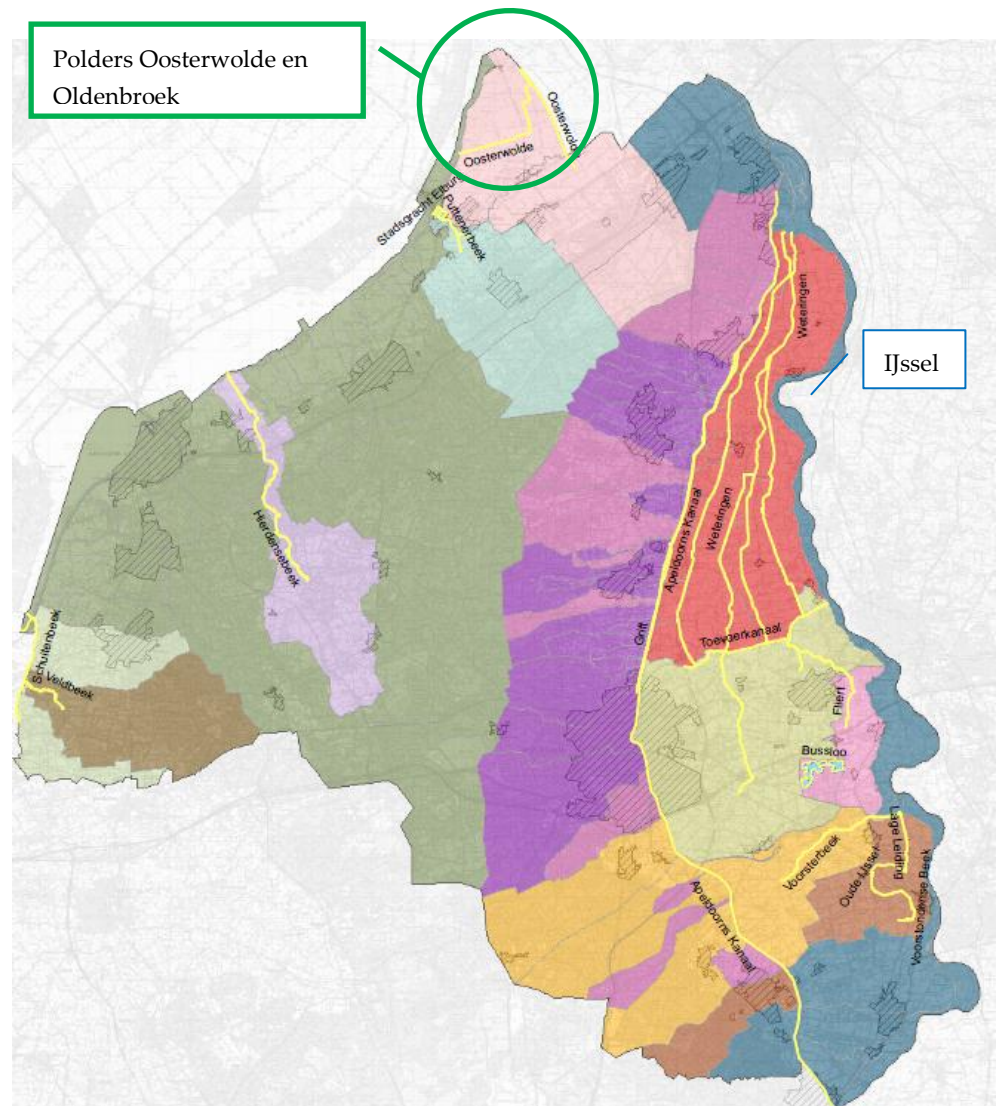 Polders Oosterwolde en
Oldenbroek
Oosterwolde
Oosterwolde
Stadsgracht Elburg
Puttenerbeek
Weteringen
IJssel
Hierdensebeek
Apeldoorns Kanaal
Weteringen
Grift
Toevoerkanaal
Schuitenbeek
Veldbeek
Fliert
Bussloo
Voorsterbeek
Lage Leiding
Oude IJssel
Voorstondense Beek
Apeldoorns Kanaal